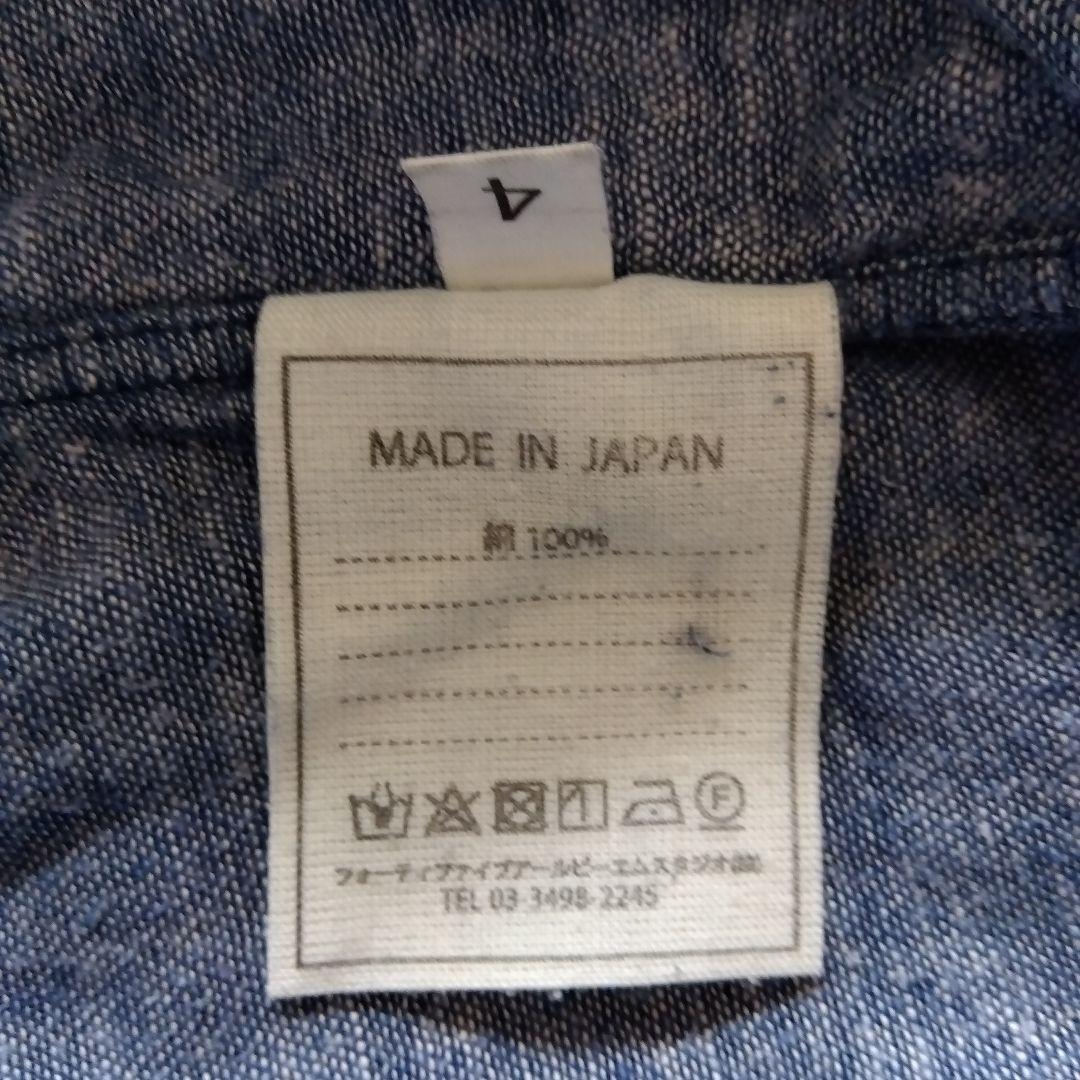 4
MADE IN JAPAN
綿 100%
フォーティファイブアールピーエムスタジオ㈱
TEL 03-3498-2245